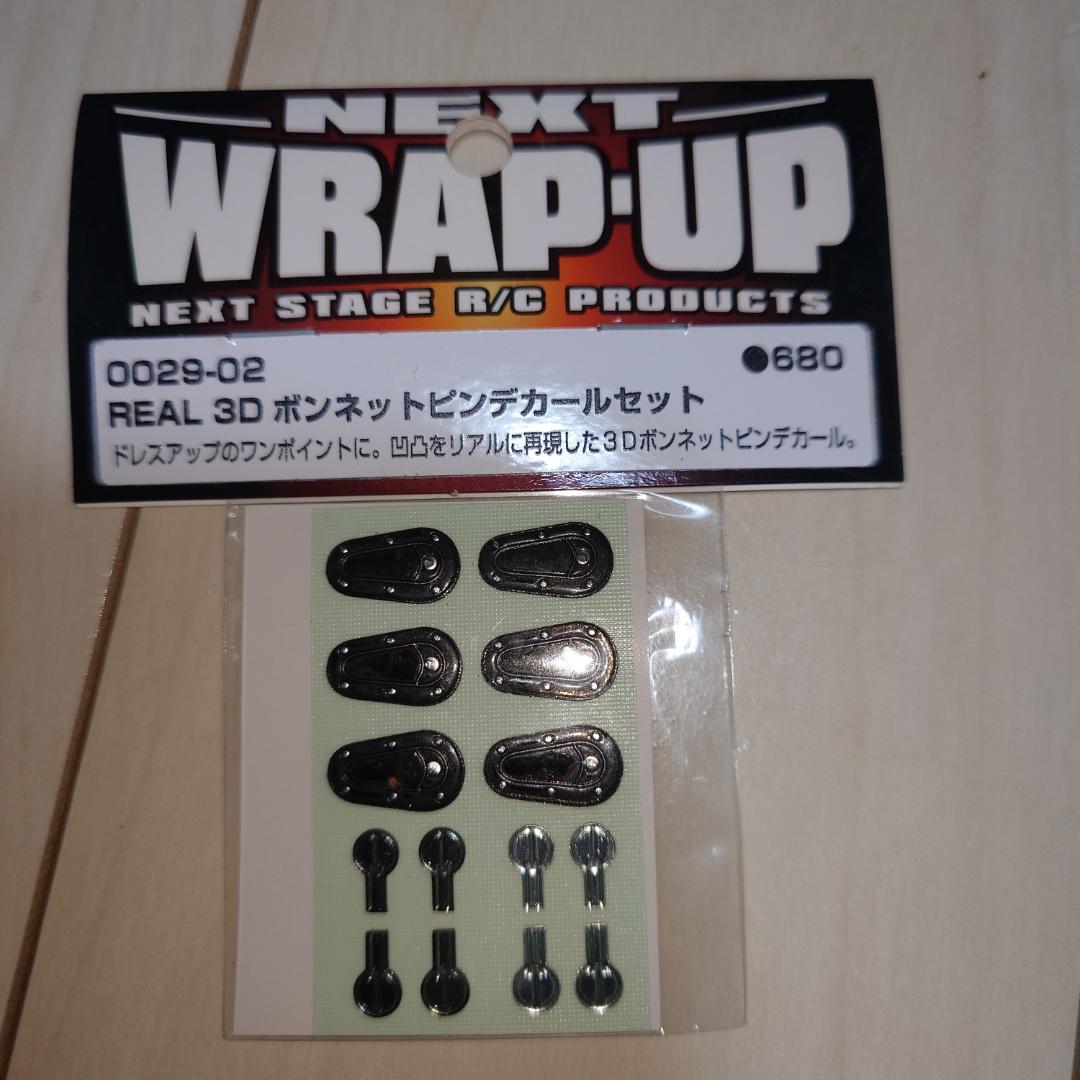 NEXT
WRAP-UP
NEXT STAGE R/C PRODUCTS
0029-02 ●680
REAL 3D ボンネットピンデカールセット
ドレスアップのワンポイントに。凹凸をリアルに再現した3Dボンネットピンデカール。